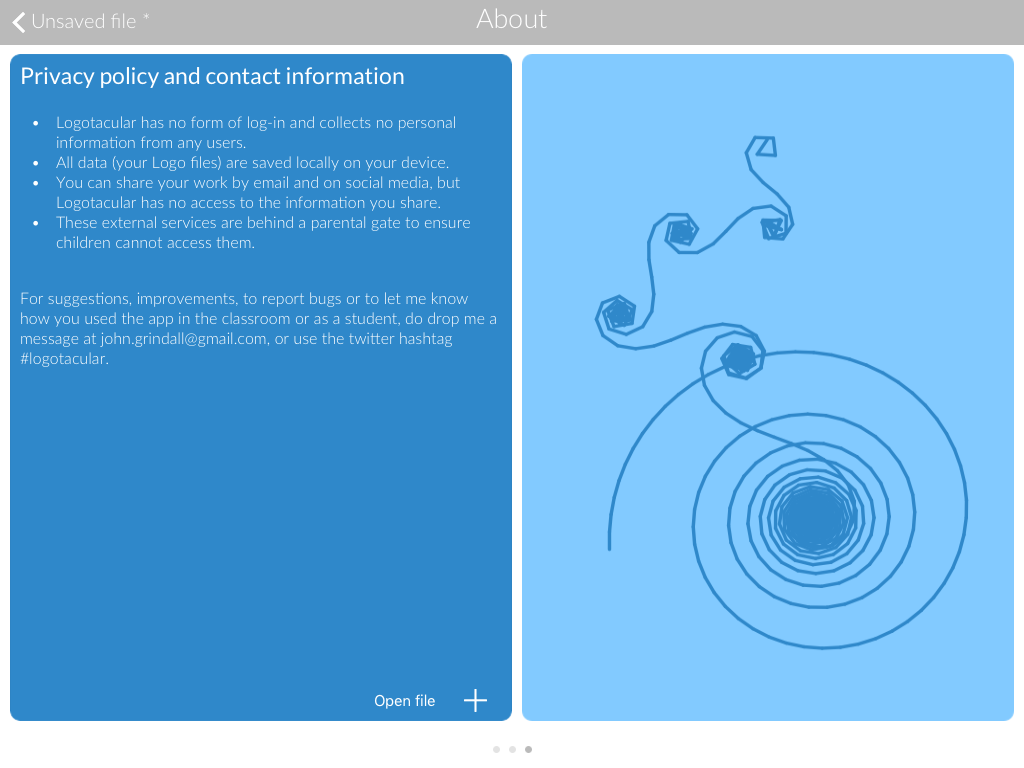 Unsaved file *
About
Privacy policy and contact information
• Logotacular has no form of log-in and collects no personal
information from any users.
• All data (your Logo files) are saved locally on your device.
• You can share your work by email and on social media, but
Logotacular has no access to the information you share.
• These external services are behind a parental gate to ensure
children cannot access them.
For suggestions, improvements, to report bugs or to let me know
how you used the app in the classroom or as a student, do drop me a
message at john.grindall@gmail.com, or use the twitter hashtag
#logotacular.
Open file